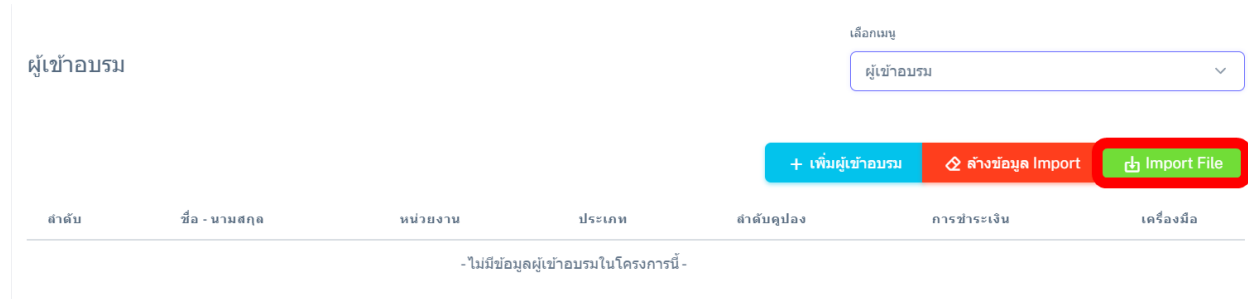 เลือกเมนู
ผู้เข้าอบรม
ผู้เข้าอบรม
+ เพิ่มผู้เข้าอบรม ล้างข้อมูล Import Import File
ลำดับ ชื่อ - นามสกุล หน่วยงาน ประเภท ลำดับคูปอง การชำระเงิน เครื่องมือ
- ไม่มีข้อมูลผู้เข้าอบรมในโครงการนี้ -